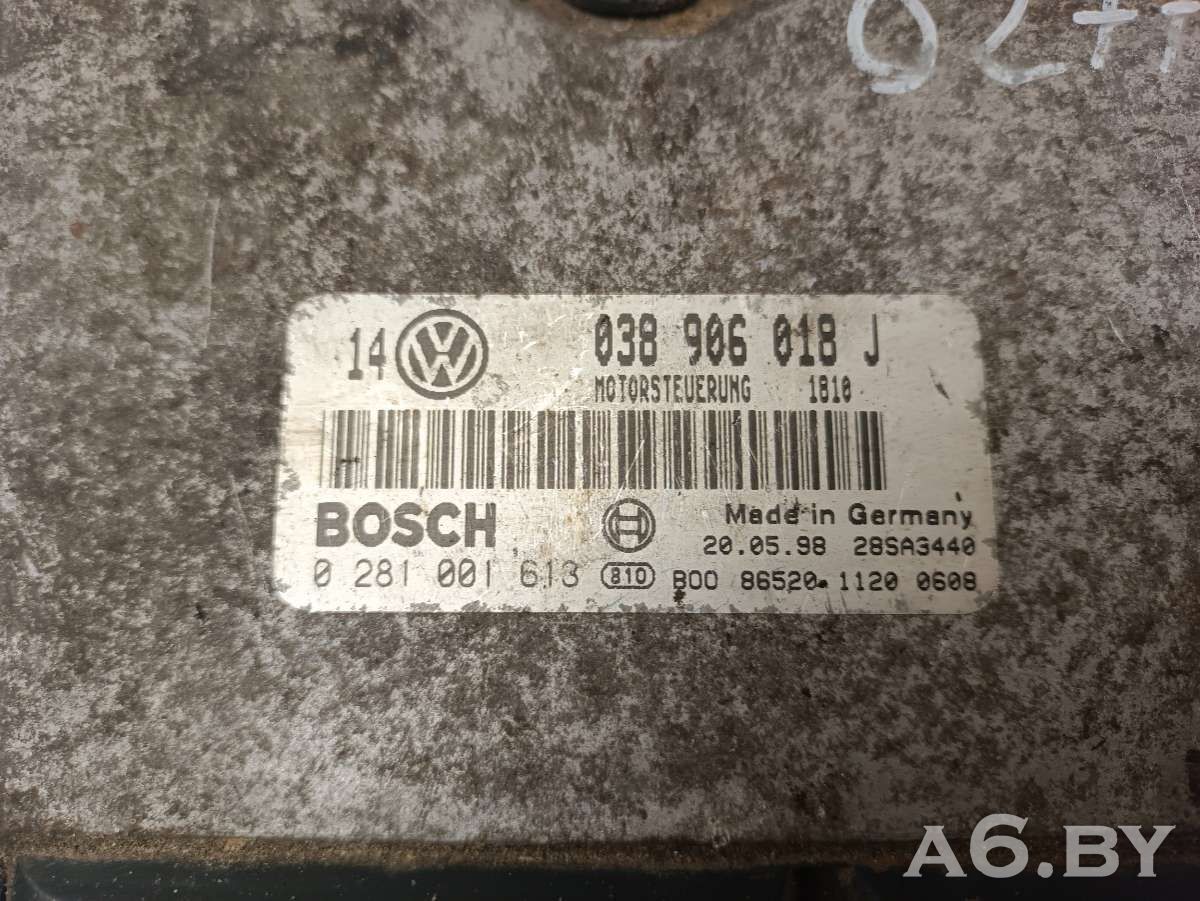 14 VW 038 906 018 J
MOTORSTEUERUNG 1810
BOSCH Made in Germany
20.05.98 28SA3440
0 281 001 613 810 B00 86520 1120 0608
A6.BY